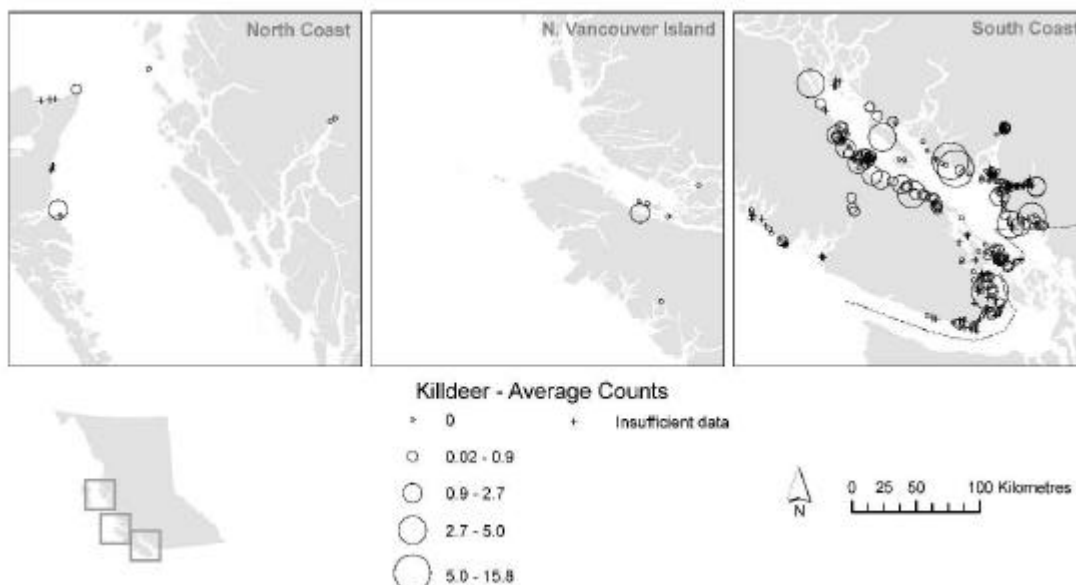 North Coast
N. Vancouver Island
South Coast
Killdeer - Average Counts
0
+ Insufficient data
0.02 - 0.9
0.9 - 2.7
2.7 - 5.0
5.0 - 15.8
N
0 25 50 100 Kilometres